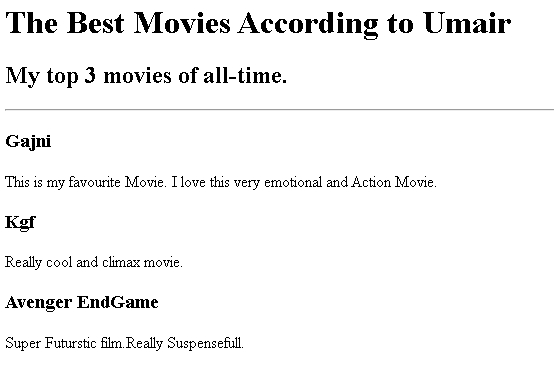 The Best Movies According to Umair
My top 3 movies of all-time.
Gajni
This is my favourite Movie. I love this very emotional and Action Movie.
Kgf
Really cool and climax movie.
Avenger EndGame
Super Futurstic film.Really Suspensefull.